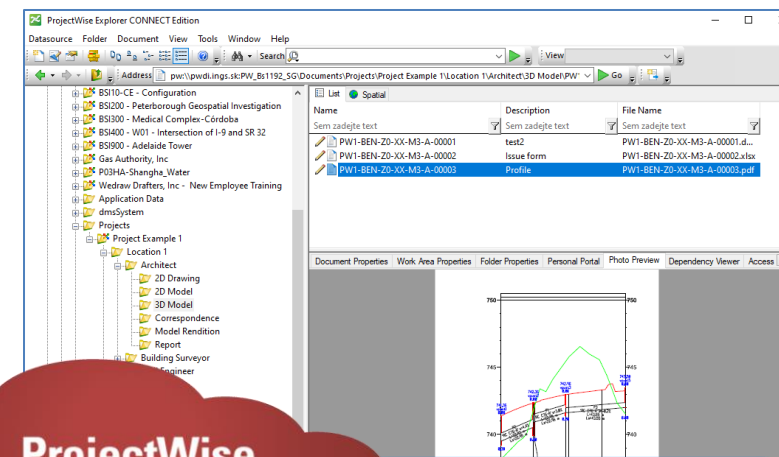 ProjectWise Explorer CONNECT Edition
Datasource Folder Document View Tools Window Help
Search View
Address pw:\\pwdi.ings.sk:PW_Bs1192_SG\Documents\Projects\Project Example 1\Location 1\Architect\3D Model\PW' Go
BSI10-CE - Configuration
BSI200 - Peterborough Geospatial Investigation
BSI300 - Medical Complex-Córdoba
BSI400 - W01 - Intersection of I-9 and SR 32
BSI900 - Adelaide Tower
Gas Authority, Inc
P03HA-Shangha_Water
Wedraw Drafters, Inc - New Employee Training
Application Data
dmsSystem
Projects
Project Example 1
Location 1
Architect
2D Drawing
2D Model
3D Model
Correspondence
Model Rendition
Report
Building Surveyor
Engineer
List Spatial
Name Description File Name
Sem zadejte text Sem zadejte text Sem zadejte text
PW1-BEN-Z0-XX-M3-A-00001 test2 PW1-BEN-Z0-XX-M3-A-00001.d...
PW1-BEN-Z0-XX-M3-A-00002 Issue form PW1-BEN-Z0-XX-M3-A-00002.xlsx
PW1-BEN-Z0-XX-M3-A-00003 Profile PW1-BEN-Z0-XX-M3-A-00003.pdf
Document Properties Work Area Properties Folder Properties Personal Portal Photo Preview Dependency Viewer Access
750 750
745 745
740 740
ProjectWise